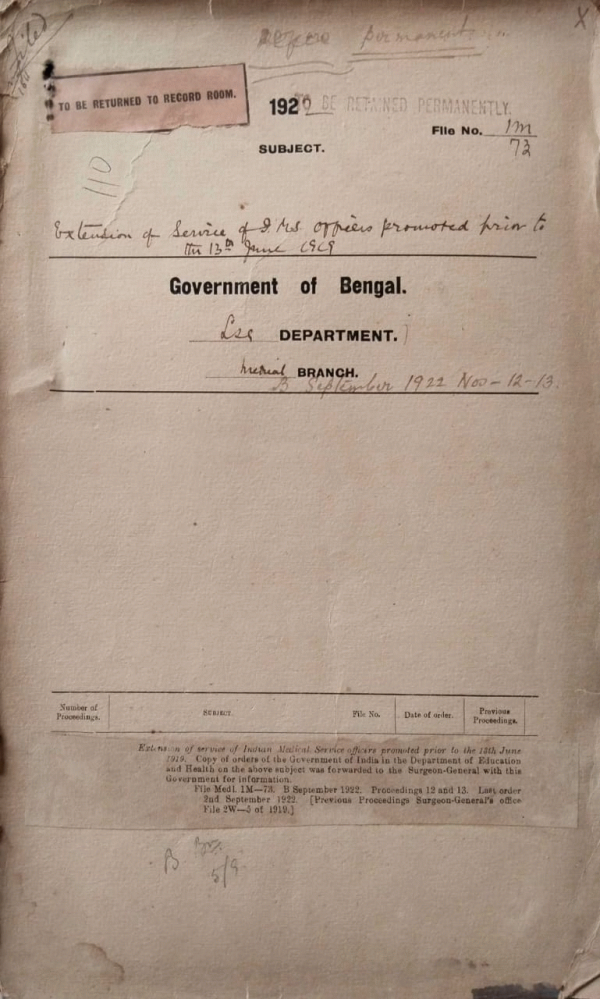 permanent
X
TO BE RETURNED TO RECORD ROOM.
1922
BE RETAINED PERMANENTLY.
File No. 1M
73
SUBJECT.
110
Extension of Service of I.M.S. officers promoted prior to
the 13th June 1919
Government of Bengal.
LSG DEPARTMENT.
Medical BRANCH.
B September 1922 Nos-12-13.
Number of Proceedings. SUBJECT. File No. Date of order. Previous Proceedings.
Extension of service of Indian Medical Service officers promoted prior to the 13th June
1919. Copy of orders of the Government of India in the Department of Education
and Health on the above subject was forwarded to the Surgeon-General with this
Government for information.
File Medl. 1M—73. B September 1922. Proceedings 12 and 13. Last order
2nd September 1922. [Previous Proceedings Surgeon-General's office
File 2W—5 of 1919.]
B
5/9